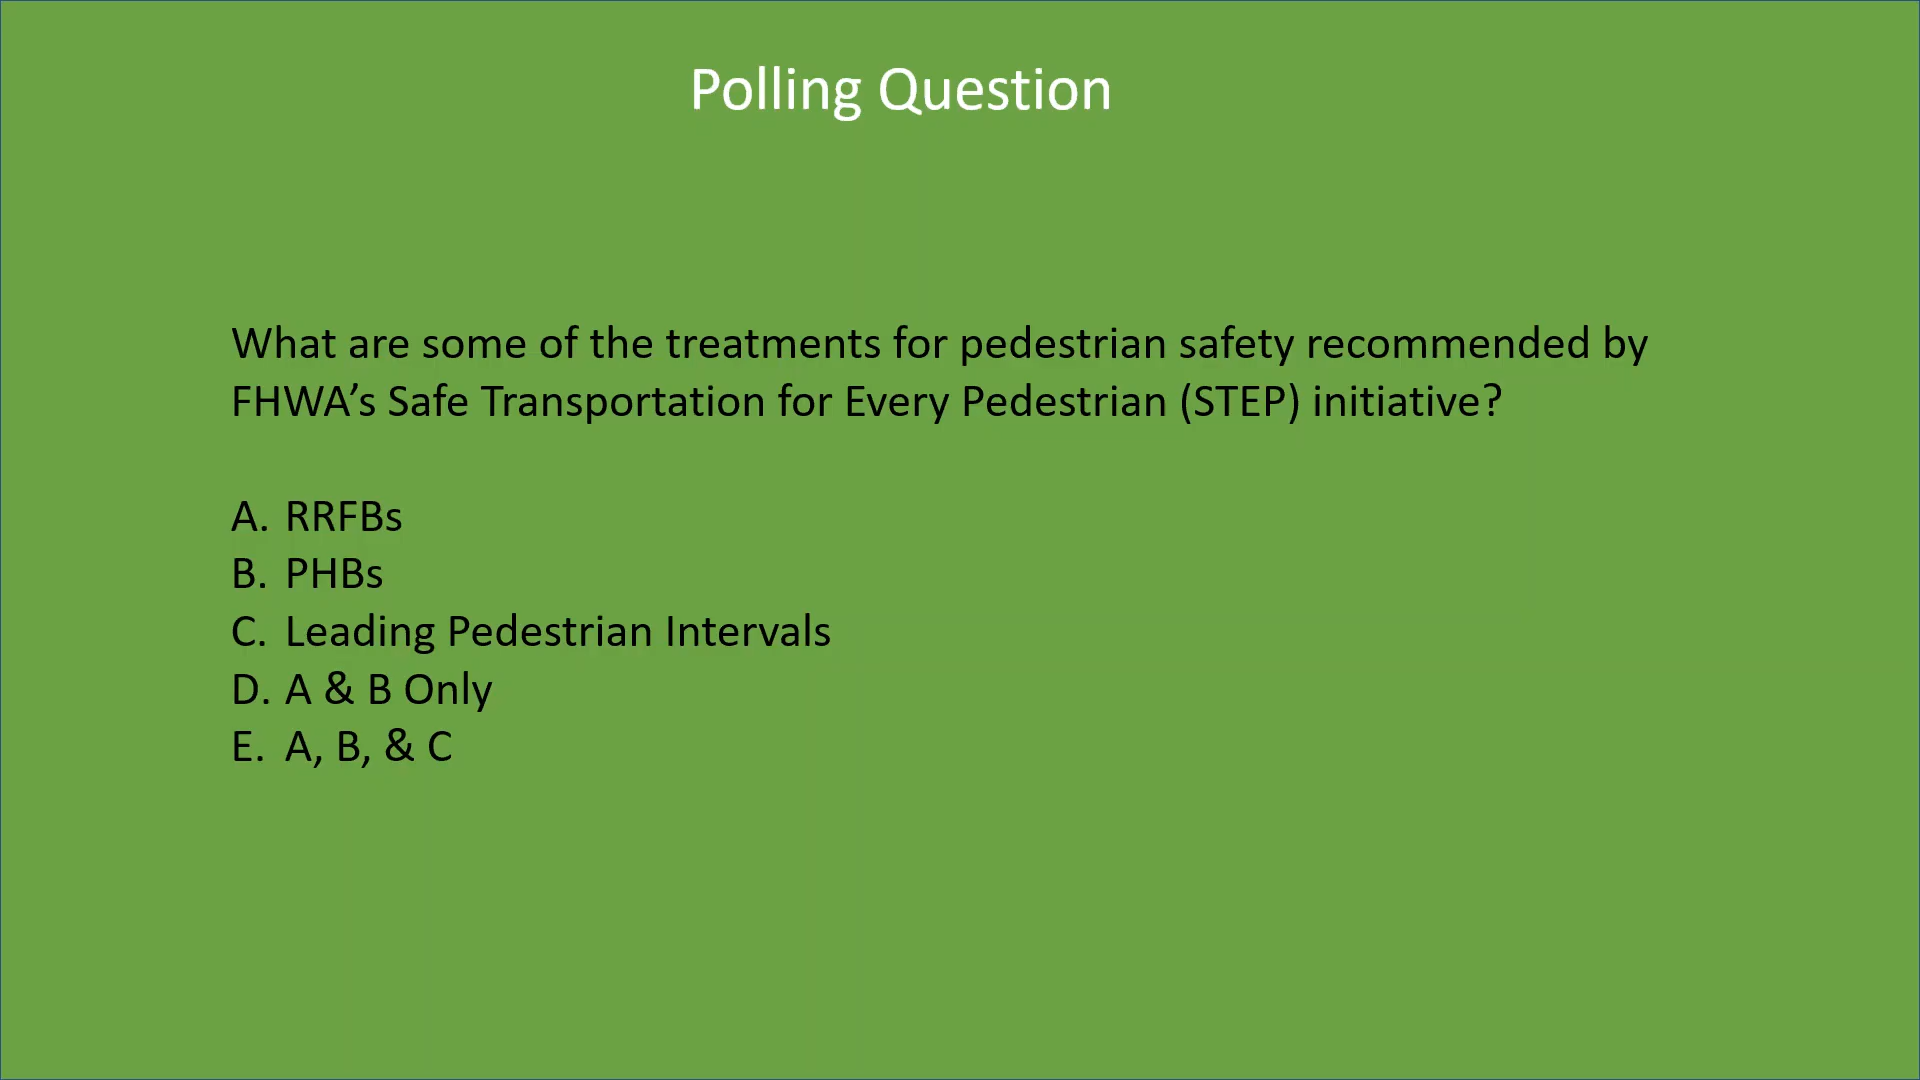 Polling Question
What are some of the treatments for pedestrian safety recommended by
FHWA’s Safe Transportation for Every Pedestrian (STEP) initiative?
A. RRFBs
B. PHBs
C. Leading Pedestrian Intervals
D. A & B Only
E. A, B, & C